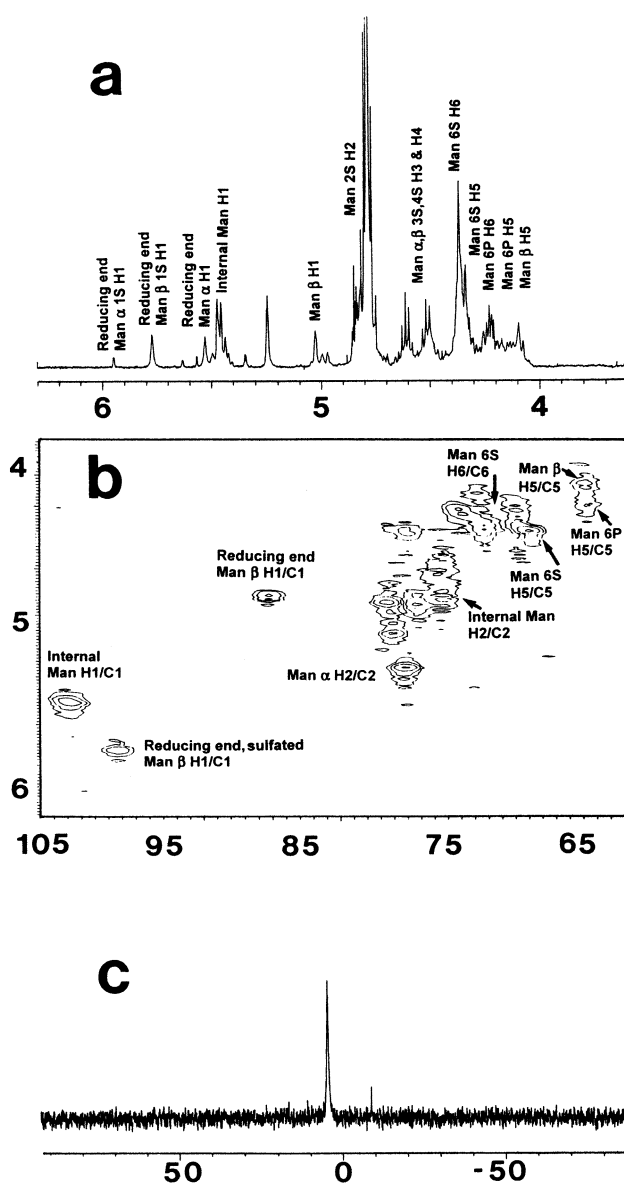 a
Reducing end
Man α 1S H1
Reducing end
Man β 1S H1
Reducing end
Man α H1
Internal Man H1
Man β H1
Man 2S H2
Man α,β 3S,4S H3 & H4
Man 6S H6
Man 6S H5
Man 6P H6
Man 6P H5
Man β H5
6 5 4
b
4
5
6
Man 6S
H6/C6
Man β
H5/C5
Man 6P
H5/C5
Man 6S
H5/C5
Reducing end
Man β H1/C1
Internal Man
H2/C2
Internal
Man H1/C1
Man α H2/C2
Reducing end, sulfated
Man β H1/C1
105 95 85 75 65
c
50 0 -50